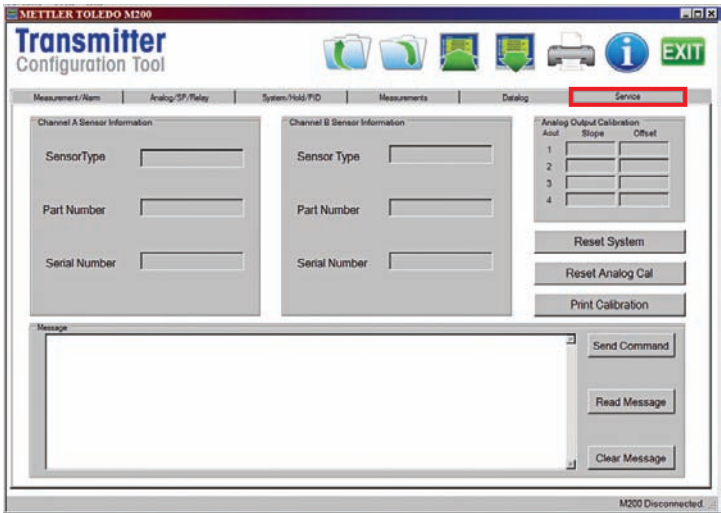 METTLER TOLEDO M200
Transmitter
Configuration Tool
EXIT
Measurement/Alarm
Analog/SP/Relay
System/Hold/PID
Measurements
Datalog
Service
Channel A Sensor Information
SensorType
Part Number
Serial Number
Channel B Sensor Information
Sensor Type
Part Number
Serial Number
Analog Output Calibration
Aout Slope Offset
1
2
3
4
Reset System
Reset Analog Cal
Print Calibration
Message
Send Command
Read Message
Clear Message
M200 Disconnected.